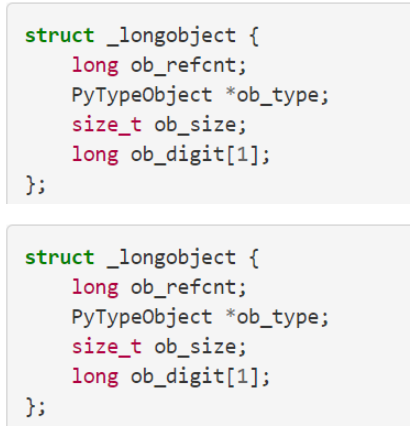 struct _longobject {
    long ob_refcnt;
    PyTypeObject *ob_type;
    size_t ob_size;
    long ob_digit[1];
};
struct _longobject {
    long ob_refcnt;
    PyTypeObject *ob_type;
    size_t ob_size;
    long ob_digit[1];
};